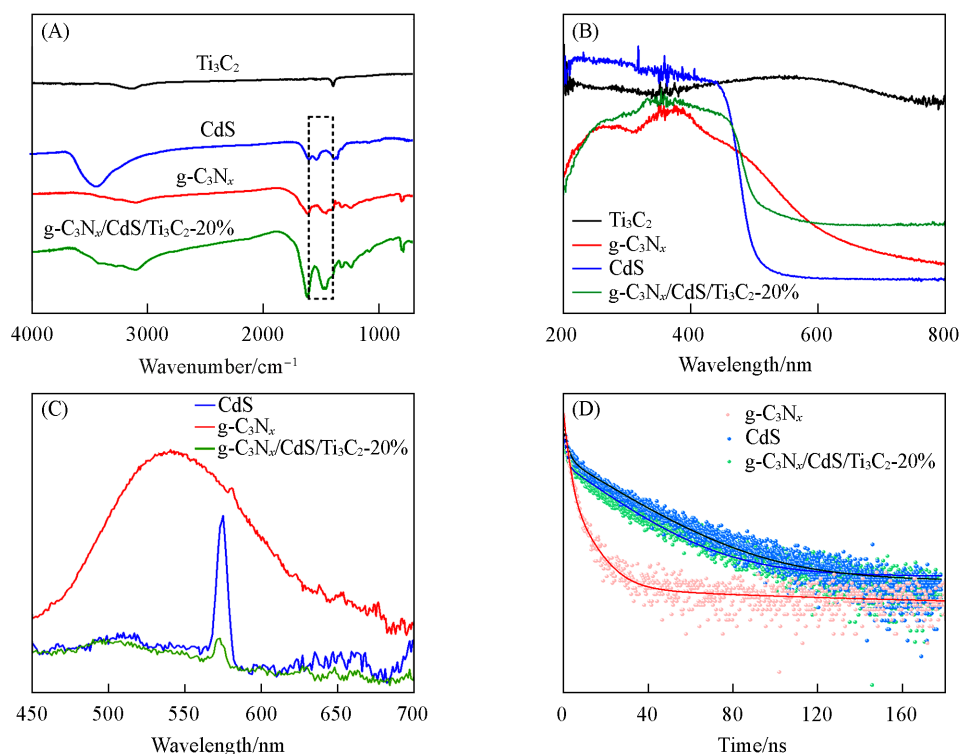 (A)
Ti₃C₂
CdS
g-C₃Nₓ
g-C₃Nₓ/CdS/Ti₃C₂-20%
4000 3000 2000 1000
Wavenumber/cm⁻¹
(B)
Ti₃C₂
g-C₃Nₓ
CdS
g-C₃Nₓ/CdS/Ti₃C₂-20%
200 400 600 800
Wavelength/nm
(C)
CdS
g-C₃Nₓ
g-C₃Nₓ/CdS/Ti₃C₂-20%
450 500 550 600 650 700
Wavelength/nm
(D)
g-C₃Nₓ
CdS
g-C₃Nₓ/CdS/Ti₃C₂-20%
0 40 80 120 160
Time/ns